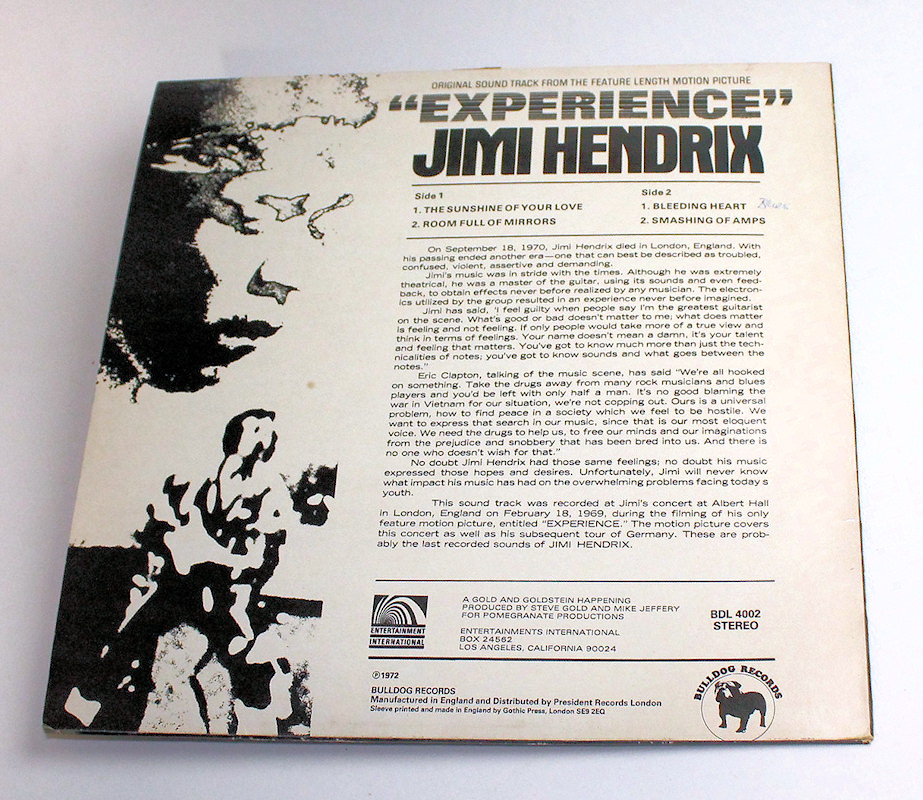 ORIGINAL SOUND TRACK FROM THE FEATURE LENGTH MOTION PICTURE
“EXPERIENCE”
JIMI HENDRIX
Side 1
1. THE SUNSHINE OF YOUR LOVE
2. ROOM FULL OF MIRRORS
Side 2
1. BLEEDING HEART Blues
2. SMASHING OF AMPS
On September 18, 1970, Jimi Hendrix died in London, England. With
his passing ended another era—one that can best be described as troubled,
confused, violent, assertive and demanding.
Jimi's music was in stride with the times. Although he was extremely
theatrical, he was a master of the guitar, using its sounds and even feed-
back, to obtain effects never before realized by any musician. The electron-
ics utilized by the group resulted in an experience never before imagined.
Jimi has said, 'I feel guilty when people say I'm the greatest guitarist
on the scene. What's good or bad doesn't matter to me; what does matter
is feeling and not feeling. If only people would take more of a true view and
think in terms of feelings. Your name doesn't mean a damn, it's your talent
and feeling that matters. You've got to know much more than just the tech-
nicalities of notes; you've got to know sounds and what goes between the
notes."
Eric Clapton, talking of the music scene, has said "We're all hooked
on something. Take the drugs away from many rock musicians and blues
players and you'd be left with only half a man. It's no good blaming the
war in Vietnam for our situation, we're not copping out. Ours is a universal
problem, how to find peace in a society which we feel to be hostile. We
want to express that search in our music, since that is our most eloquent
voice. We need the drugs to help us, to free our minds and our imaginations
from the prejudice and snobbery that has been bred into us. And there is
no one who doesn't wish for that."
No doubt Jimi Hendrix had those same feelings; no doubt his music
expressed those hopes and desires. Unfortunately, Jimi will never know
what impact his music has had on the overwhelming problems facing today s
youth.
This sound track was recorded at Jimi's concert at Albert Hall
in London, England on February 18, 1969, during the filming of his only
feature motion picture, entitled "EXPERIENCE." The motion picture covers
this concert as well as his subsequent tour of Germany. These are prob-
ably the last recorded sounds of JIMI HENDRIX.
ENTERTAINMENT
INTERNATIONAL
A GOLD AND GOLDSTEIN HAPPENING
PRODUCED BY STEVE GOLD AND MIKE JEFFERY
FOR POMEGRANATE PRODUCTIONS
ENTERTAINMENTS INTERNATIONAL
BOX 24562
LOS ANGELES, CALIFORNIA 90024
BDL 4002
STEREO
℗1972
BULLDOG RECORDS
Manufactured in England and Distributed by President Records London
Sleeve printed and made in England by Gothic Press, London SE9 2EQ
BULLDOG RECORDS